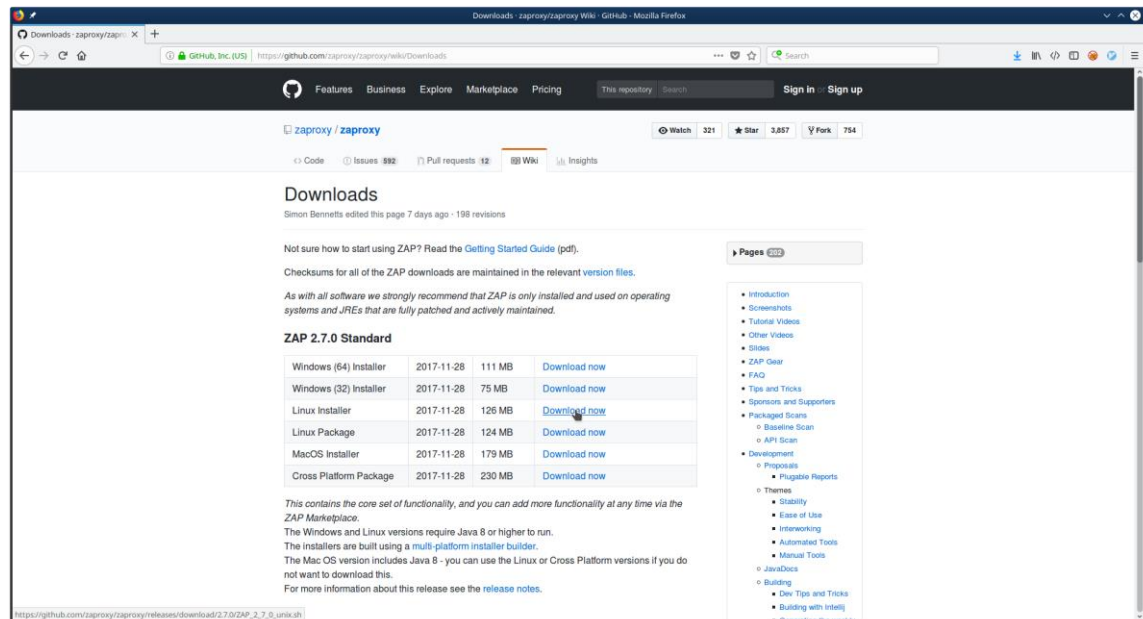 Downloads · zaproxy/zaproxy Wiki · GitHub - Mozilla Firefox
Downloads · zaproxy/zapro
GitHub, Inc. (US) https://github.com/zaproxy/zaproxy/wiki/Downloads Search
Features Business Explore Marketplace Pricing This repository Search Sign in or Sign up
zaproxy / zaproxy Watch 321 Star 3,857 Fork 754
Code Issues 592 Pull requests 12 Wiki Insights
Downloads
Simon Bennetts edited this page 7 days ago · 198 revisions
Not sure how to start using ZAP? Read the Getting Started Guide (pdf).
Checksums for all of the ZAP downloads are maintained in the relevant version files.
As with all software we strongly recommend that ZAP is only installed and used on operating
systems and JREs that are fully patched and actively maintained.
ZAP 2.7.0 Standard
Windows (64) Installer 2017-11-28 111 MB Download now
Windows (32) Installer 2017-11-28 75 MB Download now
Linux Installer 2017-11-28 126 MB Download now
Linux Package 2017-11-28 124 MB Download now
MacOS Installer 2017-11-28 179 MB Download now
Cross Platform Package 2017-11-28 230 MB Download now
This contains the core set of functionality, and you can add more functionality at any time via the
ZAP Marketplace.
The Windows and Linux versions require Java 8 or higher to run.
The installers are built using a multi-platform installer builder.
The Mac OS version includes Java 8 - you can use the Linux or Cross Platform versions if you do
not want to download this.
For more information about this release see the release notes.
Pages 202
Introduction
Screenshots
Tutorial Videos
Other Videos
Slides
ZAP Gear
FAQ
Tips and Tricks
Sponsors and Supporters
Packaged Scans
Baseline Scan
API Scan
Development
Proposals
Plugable Reports
Themes
Stability
Ease of Use
Interworking
Automated Tools
Manual Tools
JavaDocs
Building
Dev Tips and Tricks
Building with Intellij
https://github.com/zaproxy/zaproxy/releases/download/2.7.0/ZAP_2_7_0_unix.sh